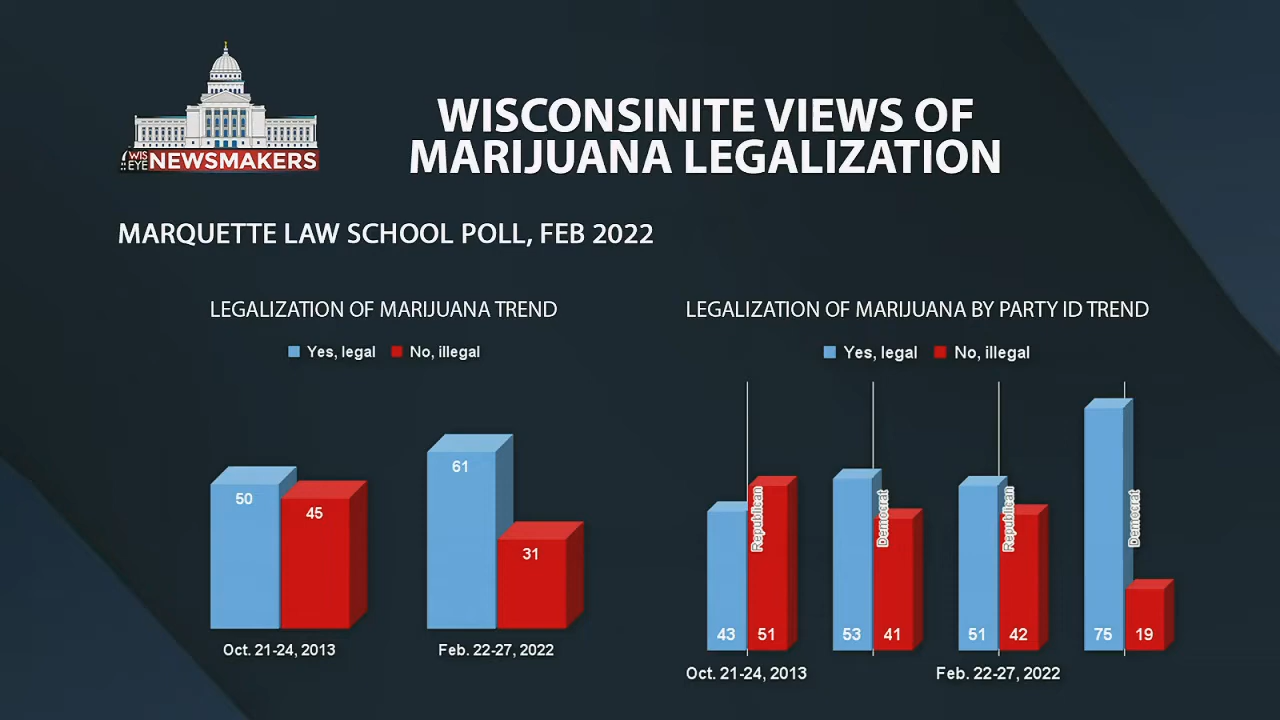 WIS
EYE
NEWSMAKERS
WISCONSINITE VIEWS OF
MARIJUANA LEGALIZATION
MARQUETTE LAW SCHOOL POLL, FEB 2022
LEGALIZATION OF MARIJUANA TREND
Yes, legal No, illegal
50
45
61
31
Oct. 21-24, 2013
Feb. 22-27, 2022
LEGALIZATION OF MARIJUANA BY PARTY ID TREND
Yes, legal No, illegal
Republican
Democrat
Republican
Democrat
43
51
53
41
51
42
75
19
Oct. 21-24, 2013
Feb. 22-27, 2022